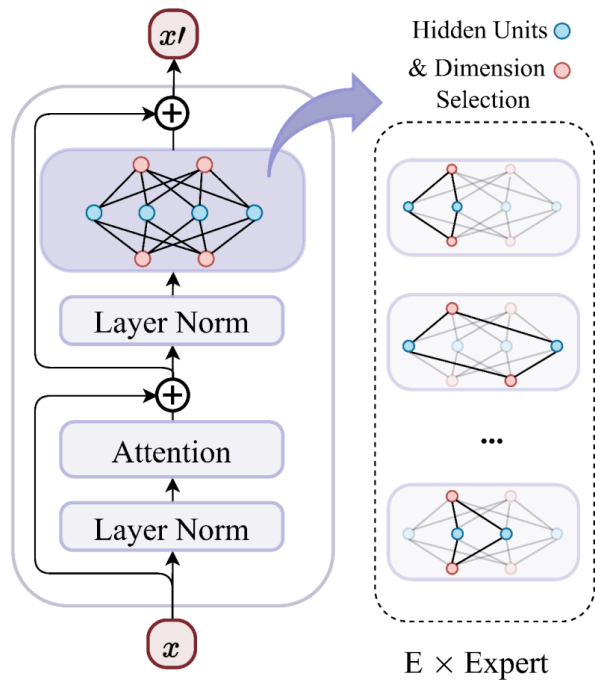 x′
Hidden Units
& Dimension
Selection
Layer Norm
Attention
Layer Norm
x
...
E × Expert